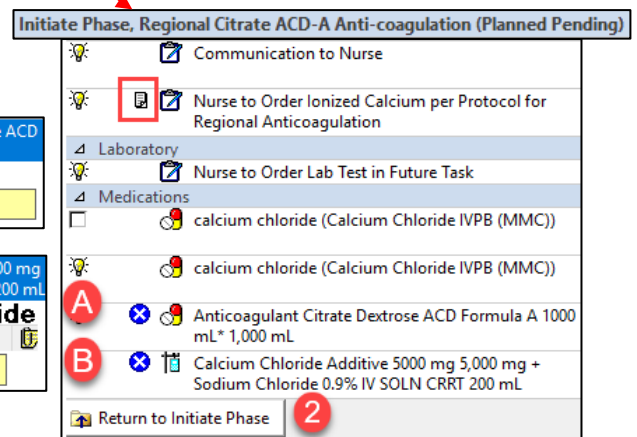 Initiate Phase, Regional Citrate ACD-A Anti-coagulation (Planned Pending)
Communication to Nurse
Nurse to Order Ionized Calcium per Protocol for
Regional Anticoagulation
ACD
Laboratory
Nurse to Order Lab Test in Future Task
Medications
calcium chloride (Calcium Chloride IVPB (MMC))
calcium chloride (Calcium Chloride IVPB (MMC))
00 mg
200 mL
ide
A
Anticoagulant Citrate Dextrose ACD Formula A 1000
mL* 1,000 mL
B
Calcium Chloride Additive 5000 mg 5,000 mg +
Sodium Chloride 0.9% IV SOLN CRRT 200 mL
Return to Initiate Phase
2